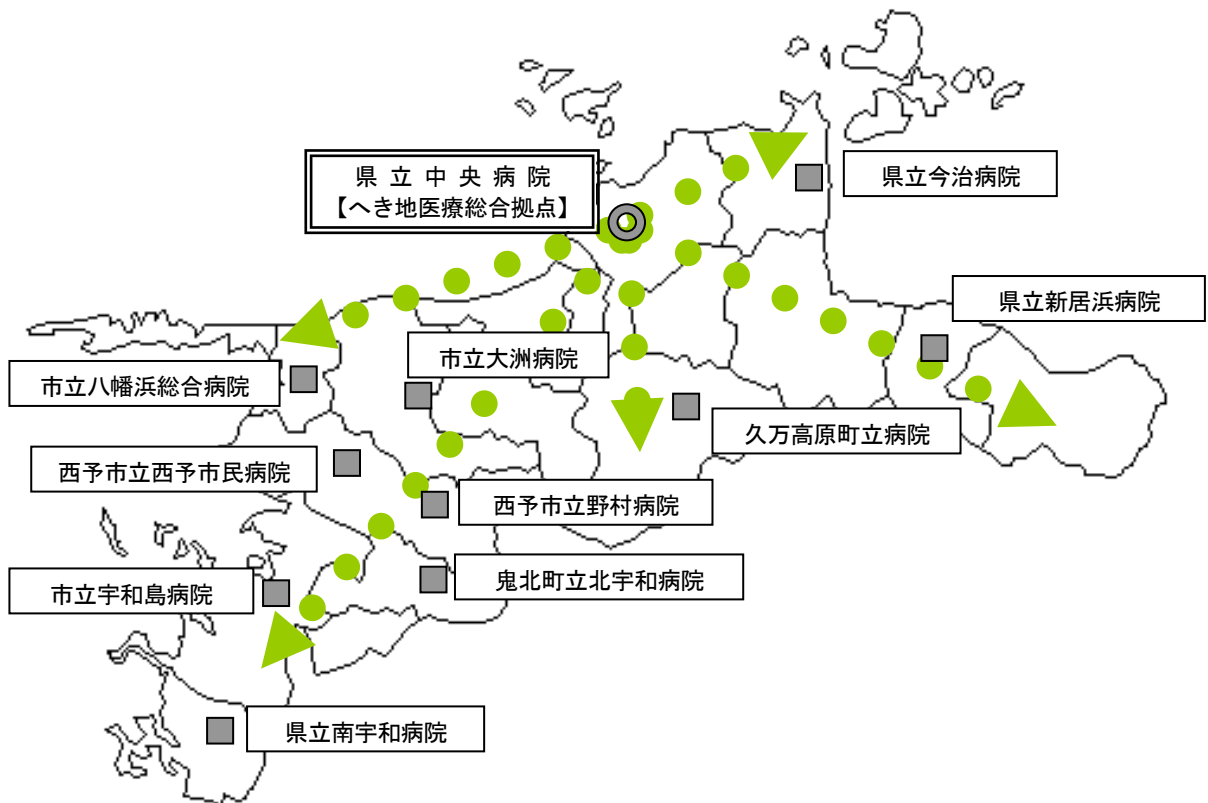 県立中央病院
【へき地医療総合拠点】
県立今治病院
県立新居浜病院
市立大洲病院
市立八幡浜総合病院
久万高原町立病院
西予市立西予市民病院
西予市立野村病院
鬼北町立北宇和病院
市立宇和島病院
県立南宇和病院